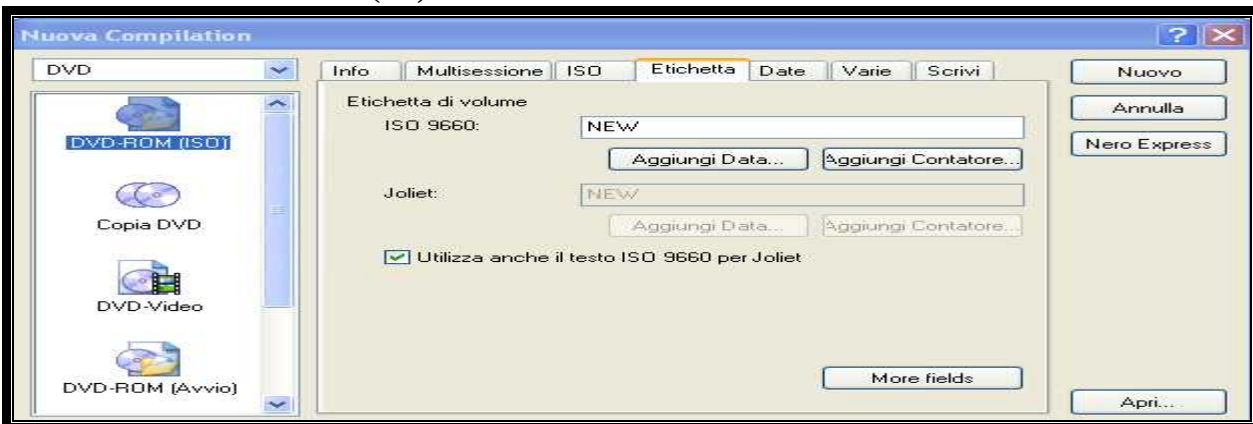 Nuova Compilation
DVD
DVD-ROM (ISO)
Copia DVD
DVD-Video
DVD-ROM (Avvio)
Info Multisessione ISO Etichetta Date Varie Scrivi
Etichetta di volume
ISO 9660: NEW
Aggiungi Data... Aggiungi Contatore...
Joliet: NEW
Aggiungi Data... Aggiungi Contatore...
Utilizza anche il testo ISO 9660 per Joliet
More fields
Nuovo
Annulla
Nero Express
Apri...